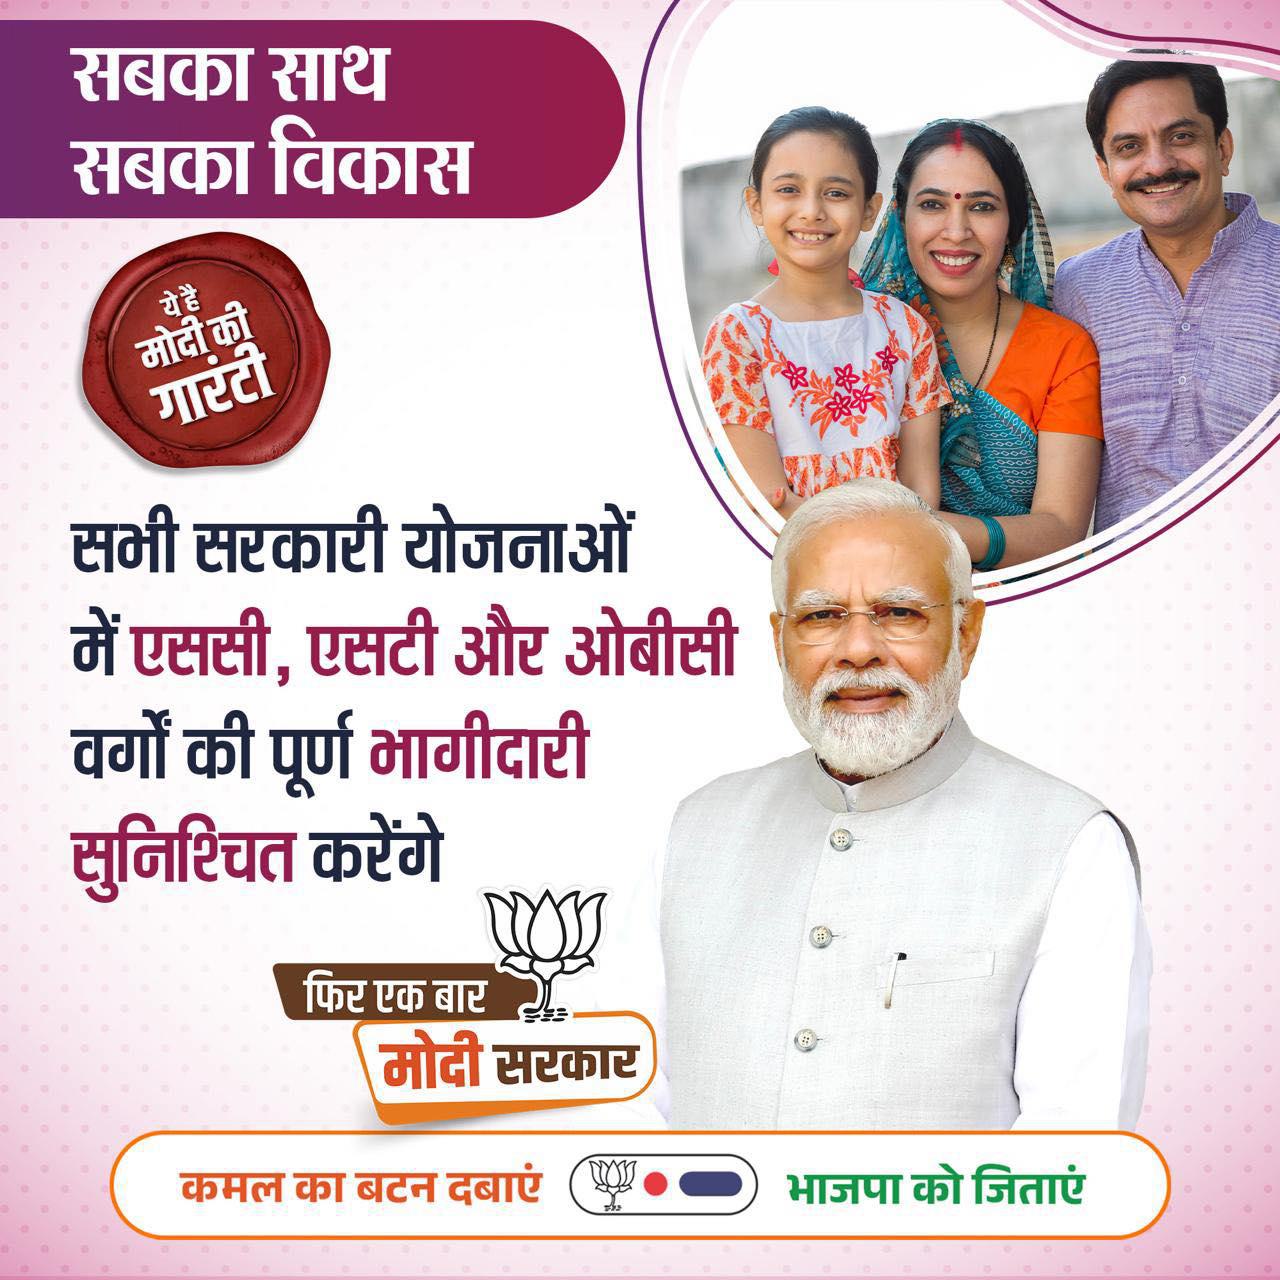 सबका साथ
सबका विकास
ये है
मोदी की
गारंटी
सभी सरकारी योजनाओं
में एससी, एसटी और ओबीसी
वर्गों की पूर्ण भागीदारी
सुनिश्चित करेंगे
फिर एक बार
मोदी सरकार
कमल का बटन दबाएं भाजपा को जिताएं